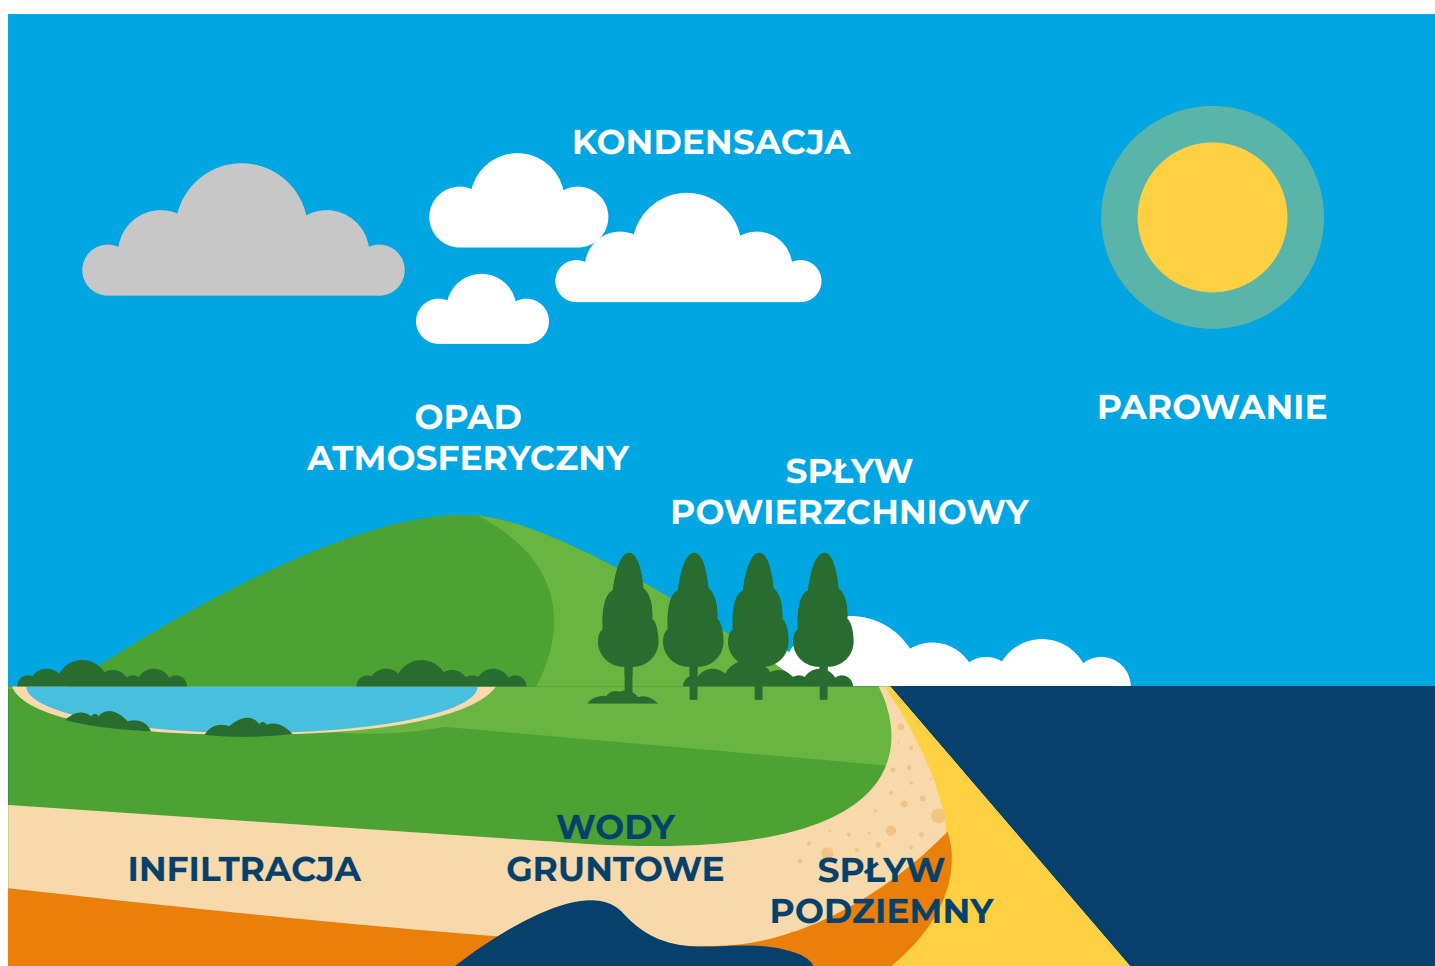 KONDENSACJA
PAROWANIE
OPAD
ATMOSFERYCZNY
SPŁYW
POWIERZCHNIOWY
INFILTRACJA
WODY
GRUNTOWE
SPŁYW
PODZIEMNY